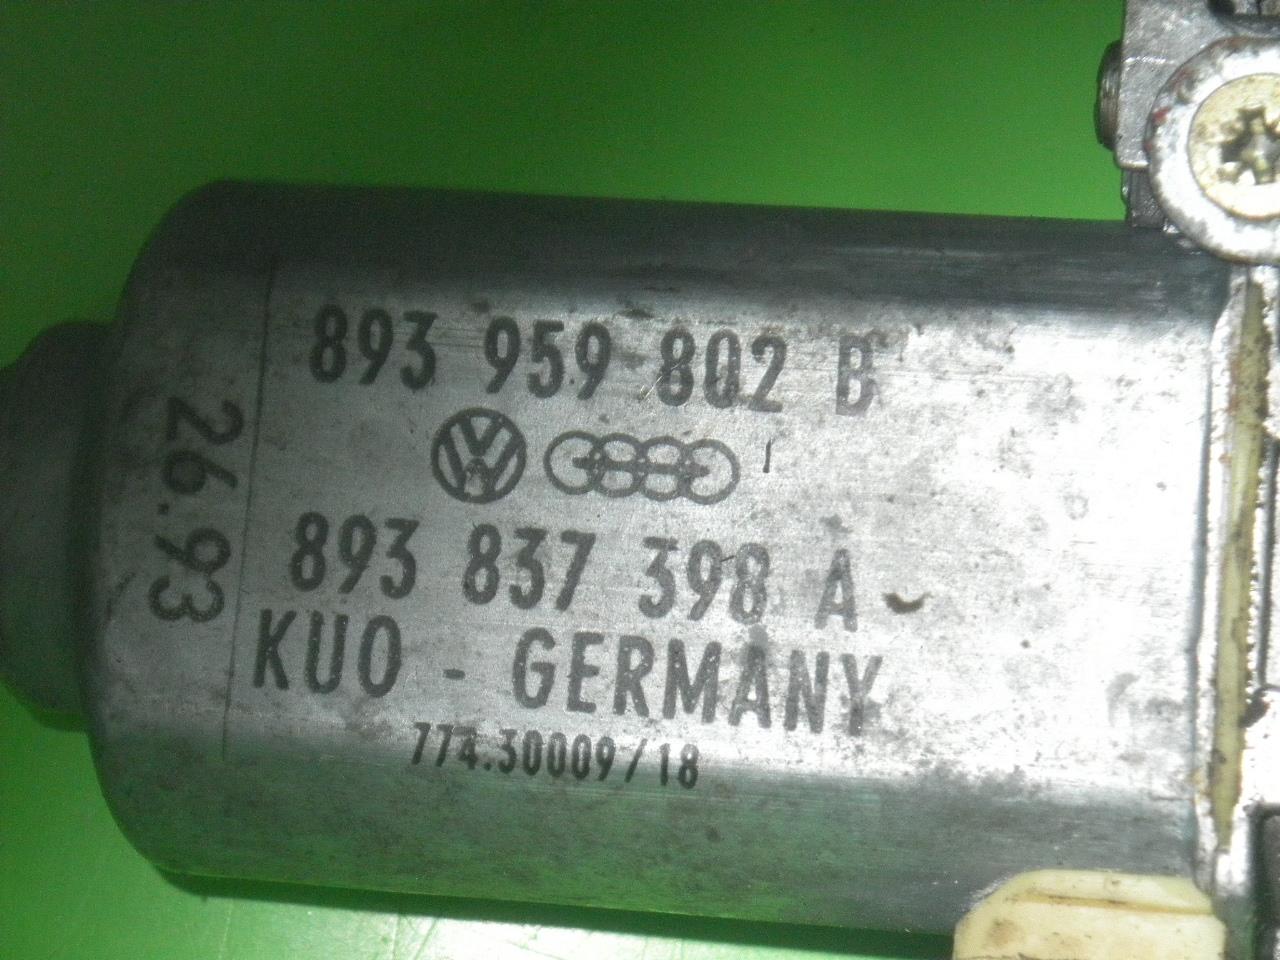 893 959 802 B
893 837 398 A
KUO - GERMANY
774.30009/18
26.93